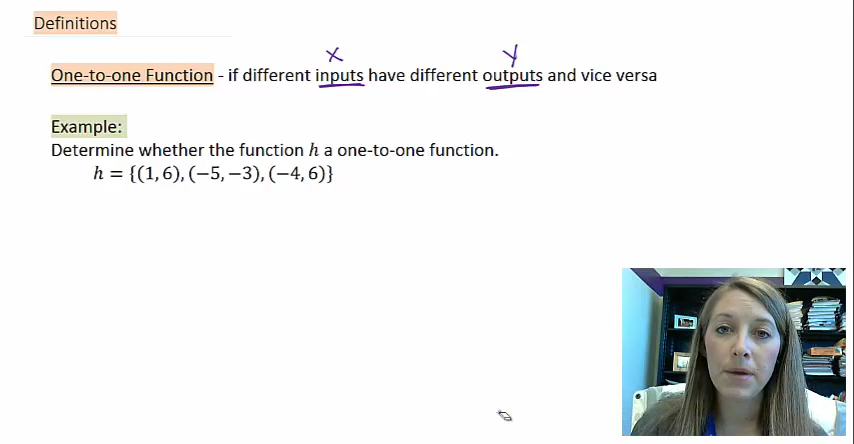 Definitions
x y
One-to-one Function - if different inputs have different outputs and vice versa
Example:
Determine whether the function h a one-to-one function.
h = {(1, 6), (−5, −3), (−4, 6)}